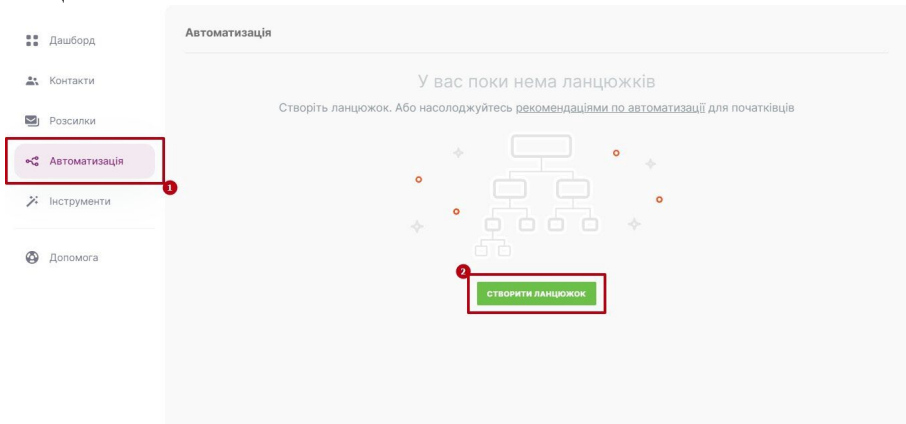 Дашборд
Контакти
Розсилки
Автоматизація
1
Інструменти
Допомога
Автоматизація
У вас поки нема ланцюжків
Створіть ланцюжок. Або насолоджуйтесь рекомендаціями по автоматизації для початківців
2
СТВОРИТИ ЛАНЦЮЖОК